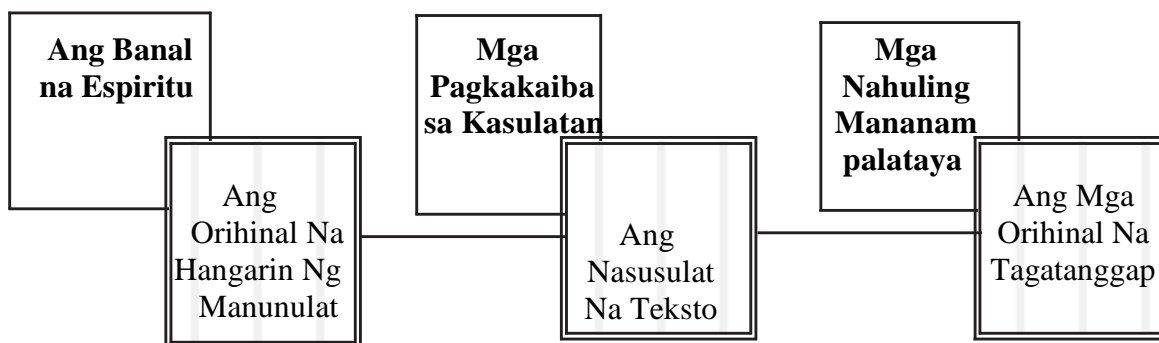 Ang Banal
na Espiritu
Mga
Pagkakaiba
sa Kasulatan
Mga
Nahuling
Mananam
palataya
Ang
Orihinal Na
Hangarin Ng
Manunulat
Ang
Nasusulat
Na Teksto
Ang Mga
Orihinal Na
Tagatanggap